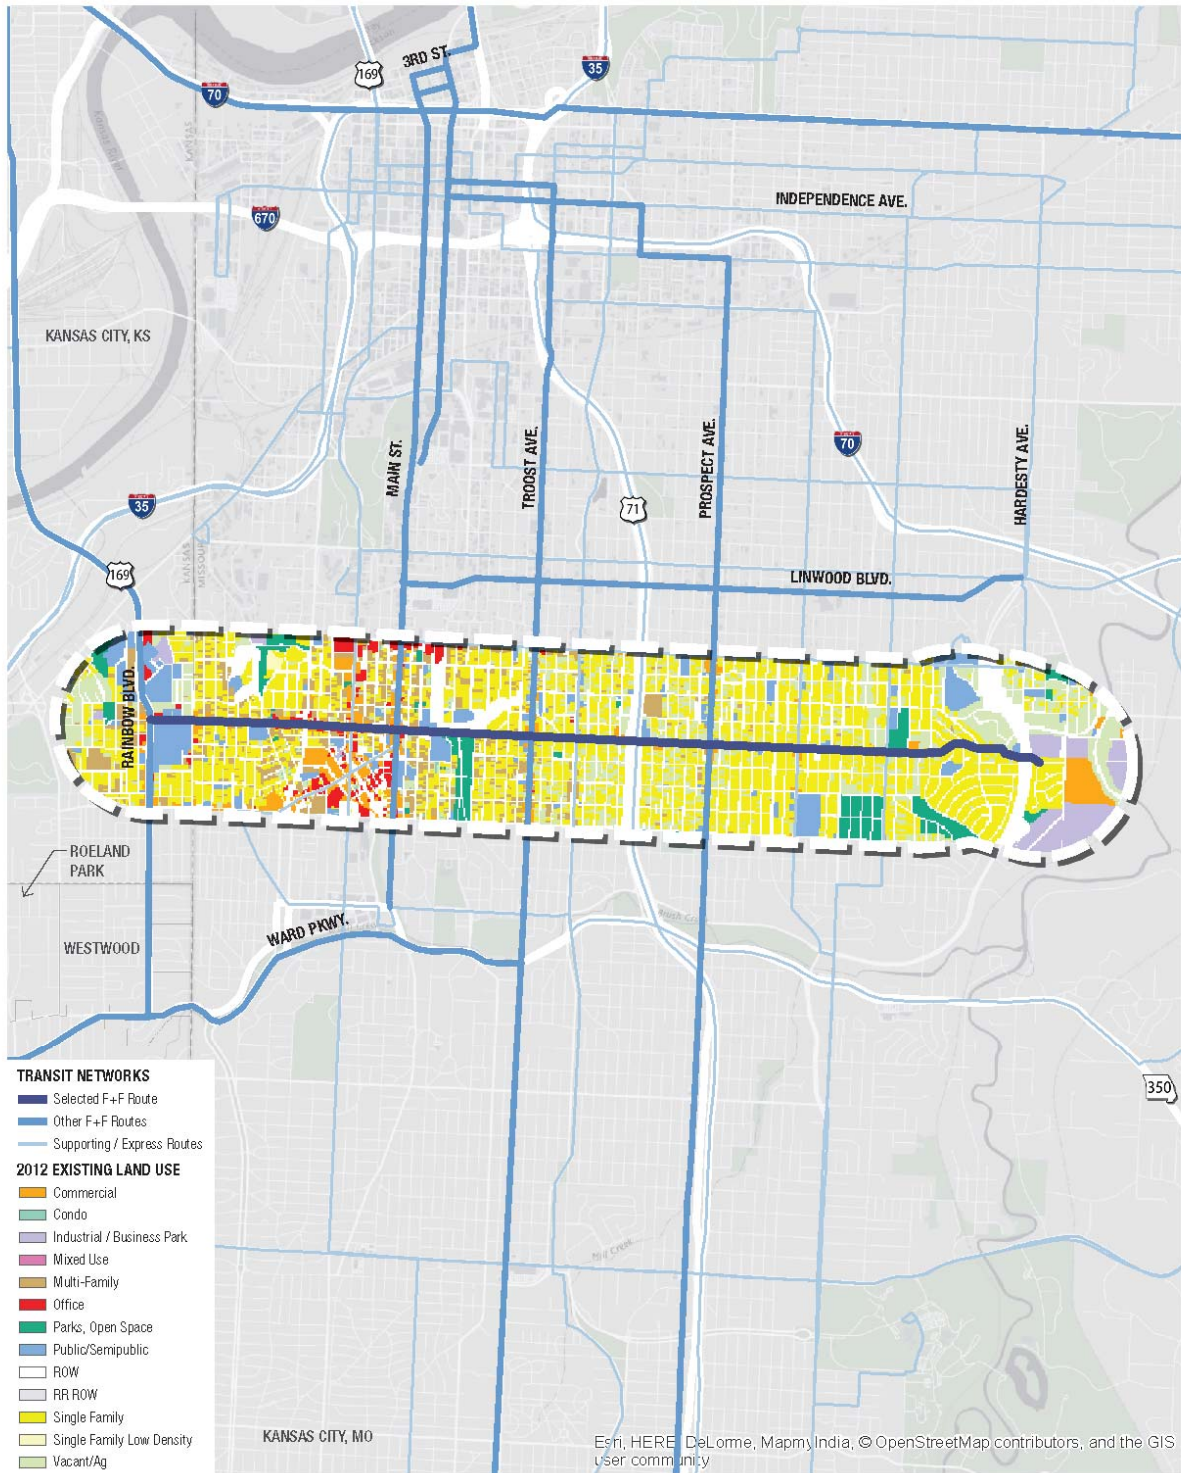 3RD ST.
169
35
70
INDEPENDENCE AVE.
670
KANSAS
KANSAS CITY, KS
MAIN ST.
TROOST AVE.
PROSPECT AVE.
HARDESTY AVE.
70
35
71
KANSAS
MISSOURI
169
LINWOOD BLVD.
RAINBOW BLVD.
ROELAND
PARK
WARD PKWY.
WESTWOOD
350
TRANSIT NETWORKS
Selected F+F Route
Other F+F Routes
Supporting / Express Routes
2012 EXISTING LAND USE
Commercial
Condo
Industrial / Business Park
Mixed Use
Multi-Family
Office
Parks, Open Space
Public/Semipublic
ROW
RR ROW
Single Family
Single Family Low Density
Vacant/Ag
KANSAS CITY, MO
Esri, HERE, DeLorme, MapmyIndia, © OpenStreetMap contributors, and the GIS
user community